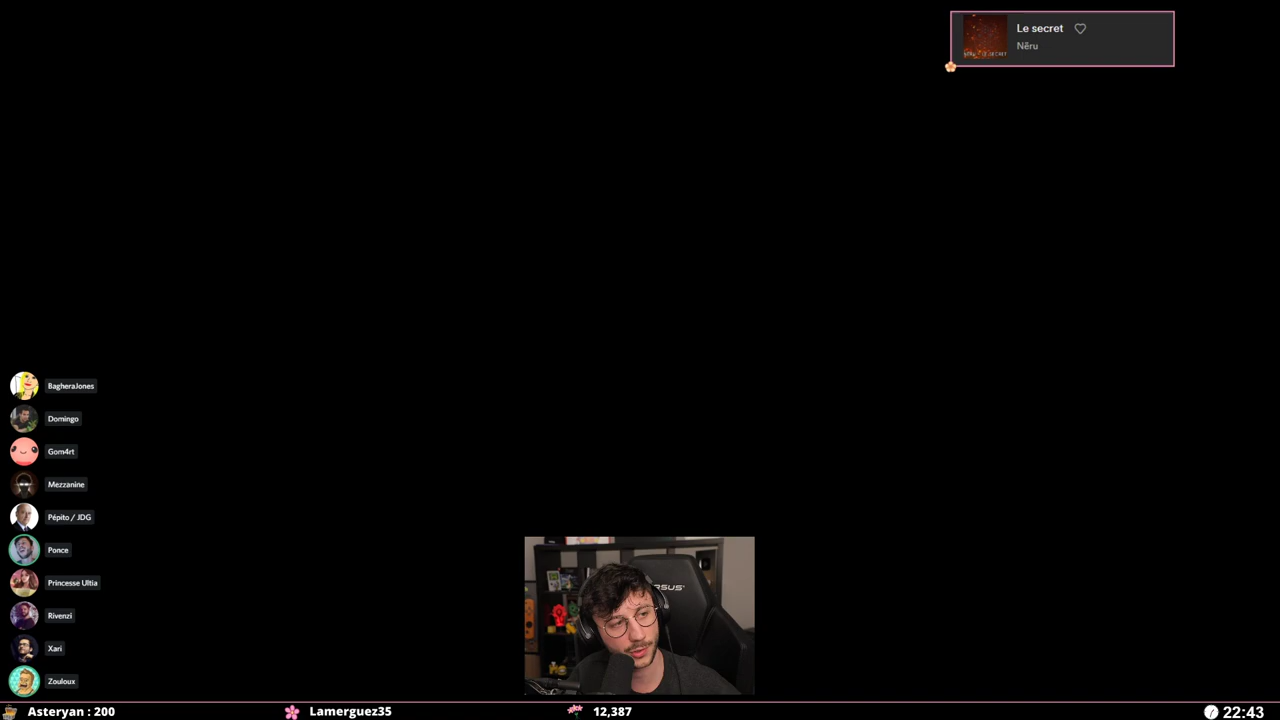 Le secret
Nēru
BagheraJones
Domingo
Gom4rt
Mezzanine
Pépito / JDG
Ponce
Princesse Ultia
Rivenzi
Xari
Zouloux
Asteryan : 200
Lamerguez35
12,387
22:43